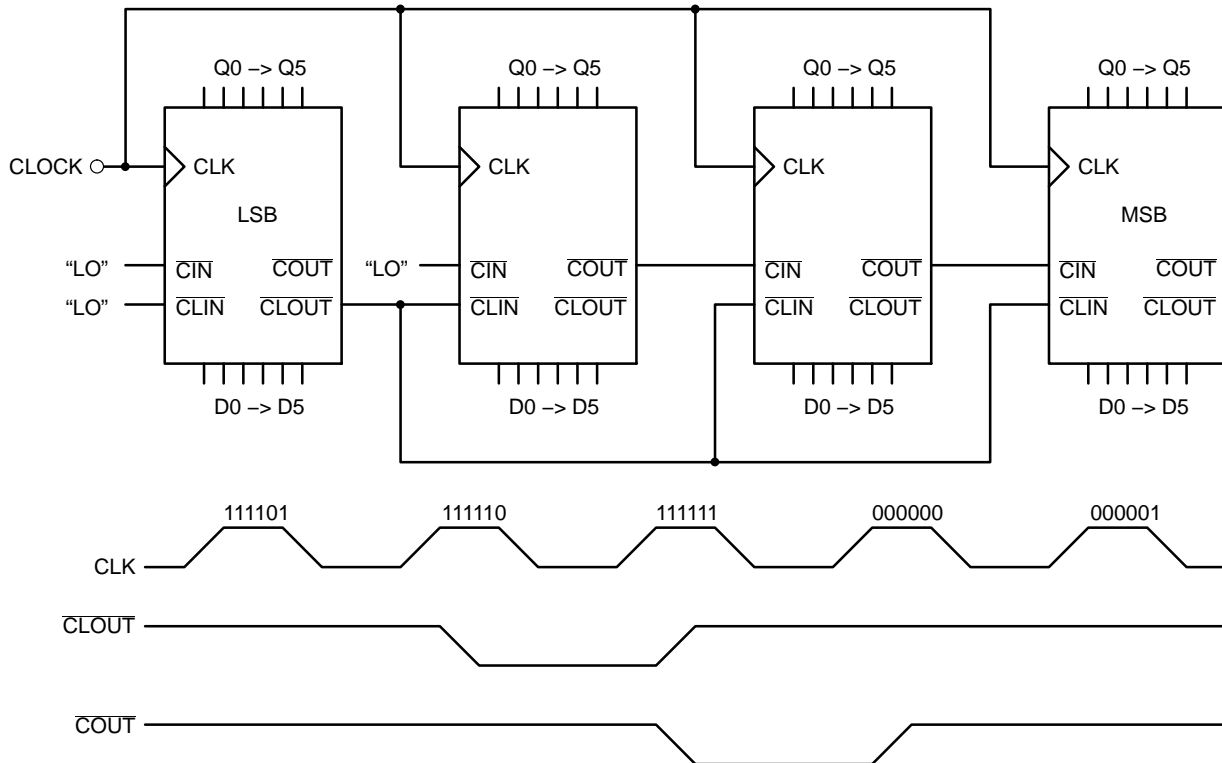 Q0 –> Q5 Q0 –> Q5 Q0 –> Q5 Q0 –> Q5
CLOCK CLK CLK CLK CLK
LSB MSB
“LO” CIN COUT “LO” CIN COUT CIN COUT CIN COUT
“LO” CLIN CLOUT CLIN CLOUT CLIN CLOUT CLIN CLOUT
D0 –> D5 D0 –> D5 D0 –> D5 D0 –> D5
111101 111110 111111 000000 000001
CLK
CLOUT
COUT